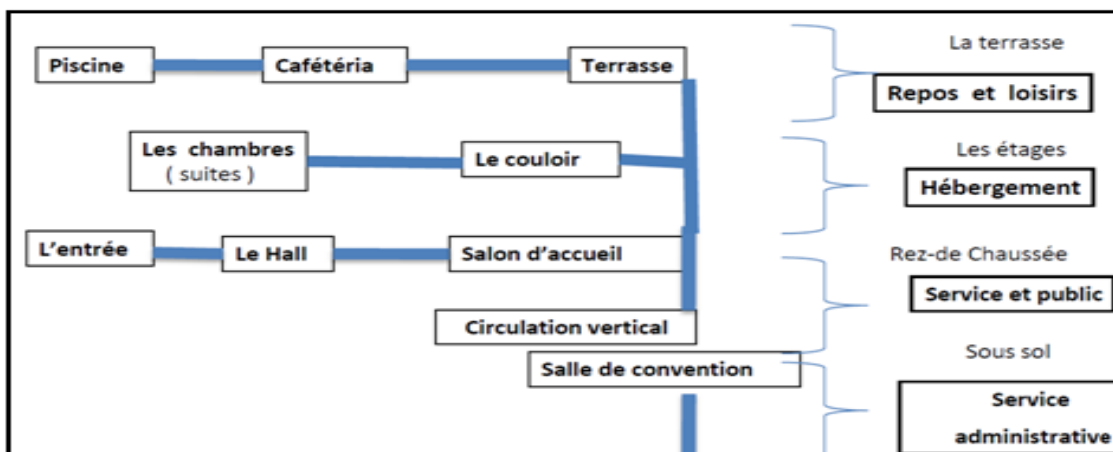 Piscine
Cafétéria
Terrasse
La terrasse
Repos et loisirs
Les chambres
( suites )
Le couloir
Les étages
Hébergement
L'entrée
Le Hall
Salon d'accueil
Rez-de Chaussée
Service et public
Circulation vertical
Salle de convention
Sous sol
Service
administrative